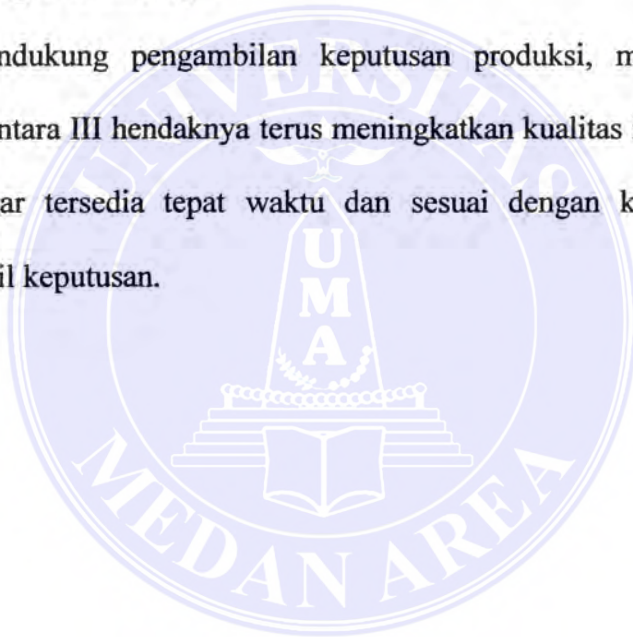 ndukung pengambilan keputusan produksi, m
ntara III hendaknya terus meningkatkan kualitas
ar tersedia tepat waktu dan sesuai dengan k
il keputusan.
UNIVERSITAS
UMA
MEDAN AREA